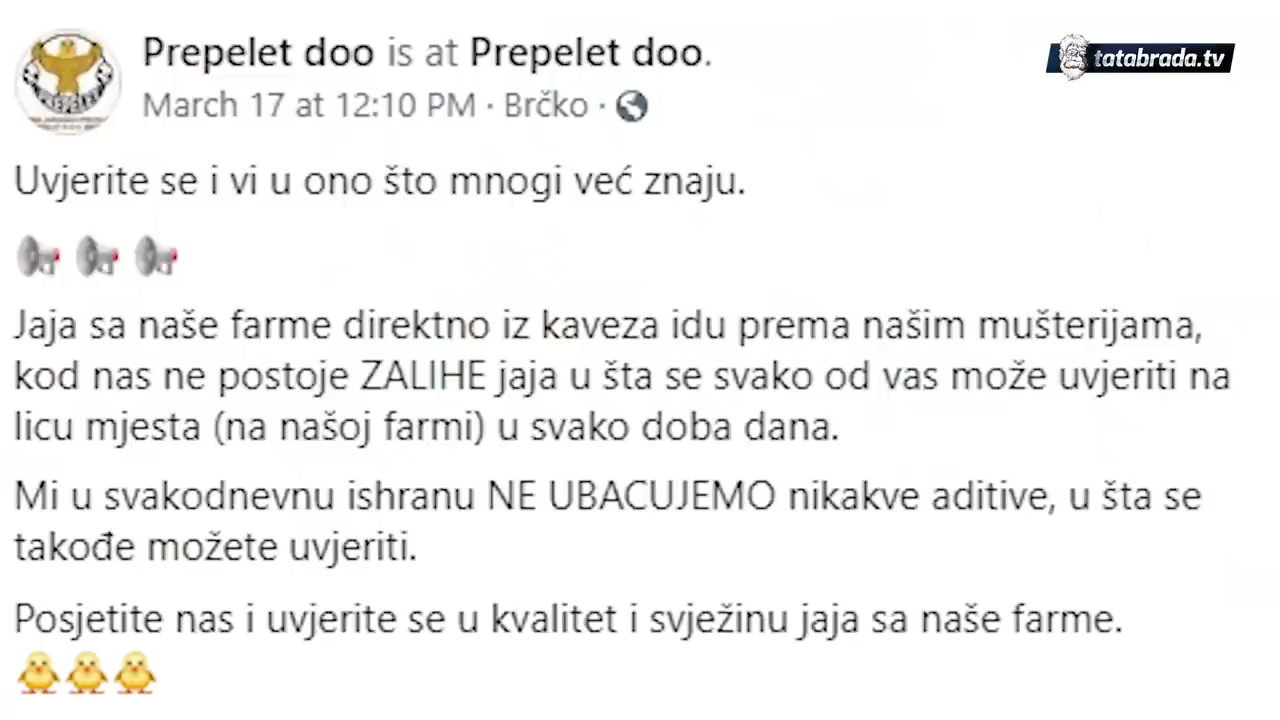 Prepelet doo is at Prepelet doo.
tatabrada.tv
March 17 at 12:10 PM · Brčko ·
PREPELET
Uvjerite se i vi u ono što mnogi već znaju.
Jaja sa naše farme direktno iz kaveza idu prema našim mušterijama,
kod nas ne postoje ZALIHE jaja u šta se svako od vas može uvjeriti na
licu mjesta (na našoj farmi) u svako doba dana.
Mi u svakodnevnu ishranu NE UBACUJEMO nikakve aditive, u šta se
takođe možete uvjeriti.
Posjetite nas i uvjerite se u kvalitet i svježinu jaja sa naše farme.